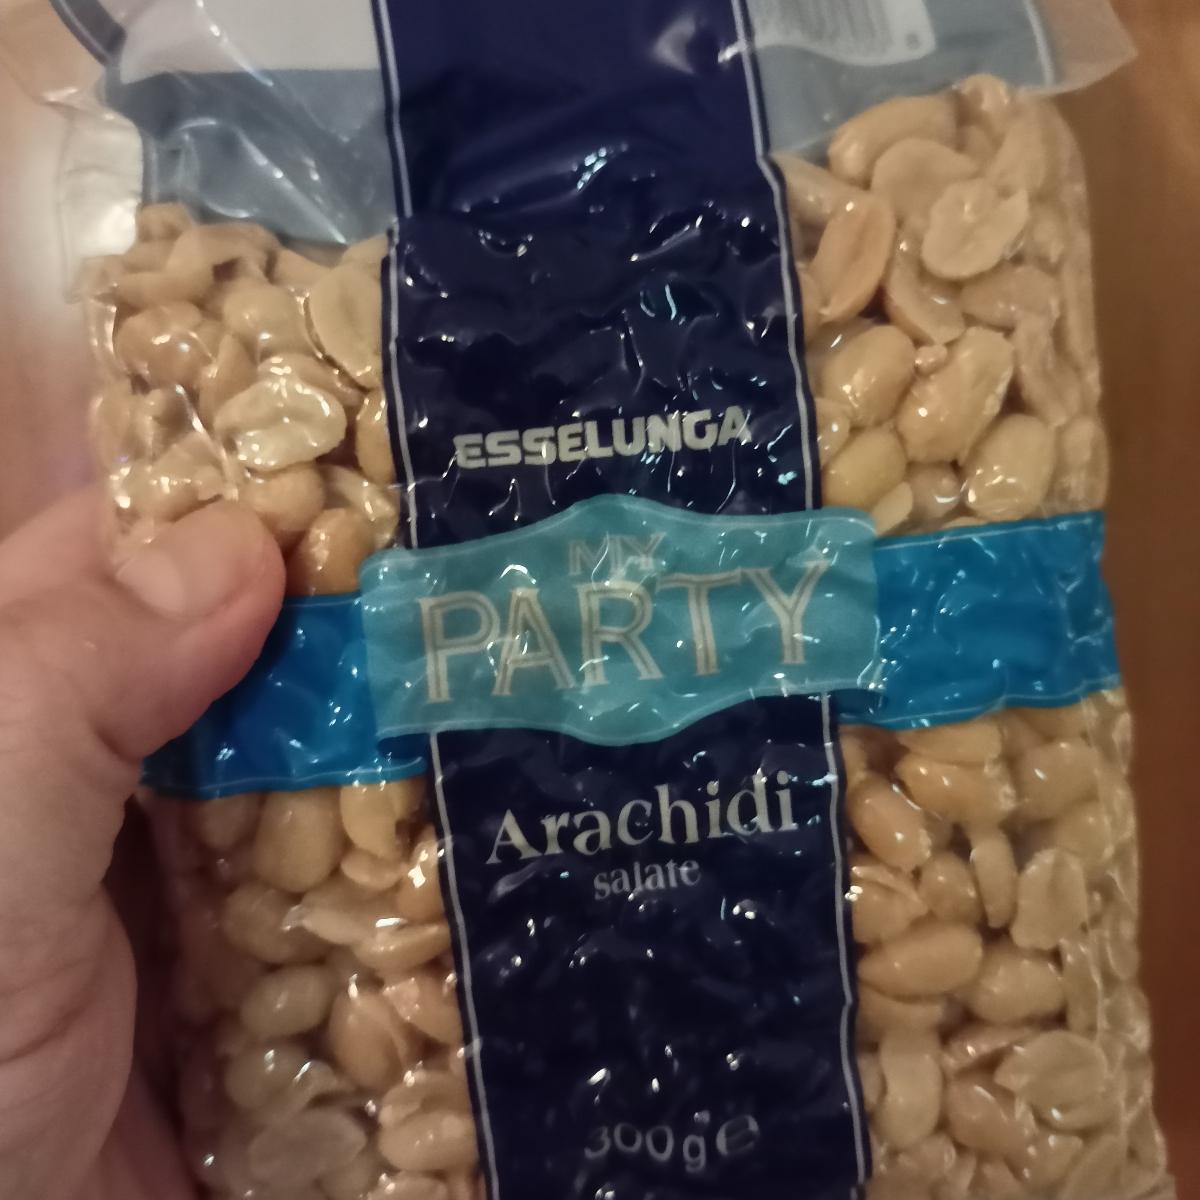 ESSELUNGA
MY
PARTY
Arachidi
salate
300 g ℮